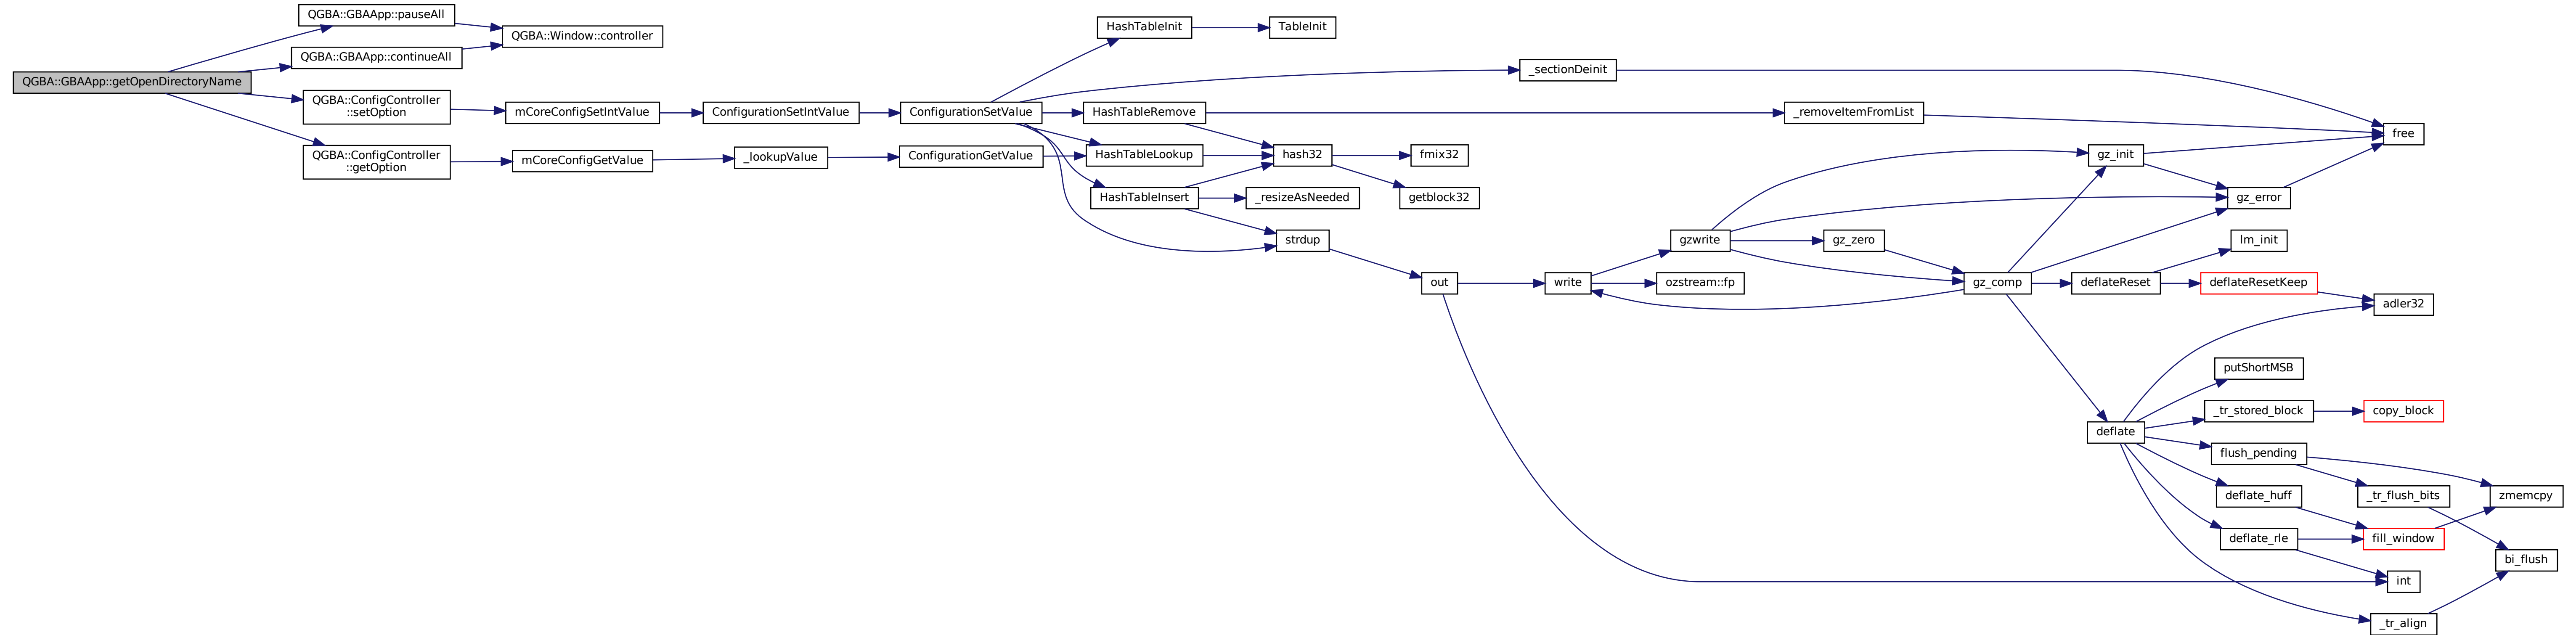 QGBA::GBAApp::getOpenDirectoryName
QGBA::GBAApp::pauseAll
QGBA::GBAApp::continueAll
QGBA::ConfigController
::setOption
QGBA::ConfigController
::getOption
QGBA::Window::controller
mCoreConfigSetIntValue
mCoreConfigGetValue
ConfigurationSetIntValue
_lookupValue
ConfigurationSetValue
ConfigurationGetValue
HashTableInit
HashTableRemove
HashTableLookup
HashTableInsert
TableInit
hash32
_resizeAsNeeded
strdup
fmix32
getblock32
out
_sectionDeinit
write
gzwrite
ozstream::fp
_removeItemFromList
gz_zero
gz_comp
gz_init
deflateReset
deflate
gz_error
lm_init
deflateResetKeep
putShortMSB
_tr_stored_block
flush_pending
deflate_huff
deflate_rle
free
adler32
copy_block
_tr_flush_bits
fill_window
int
_tr_align
zmemcpy
bi_flush